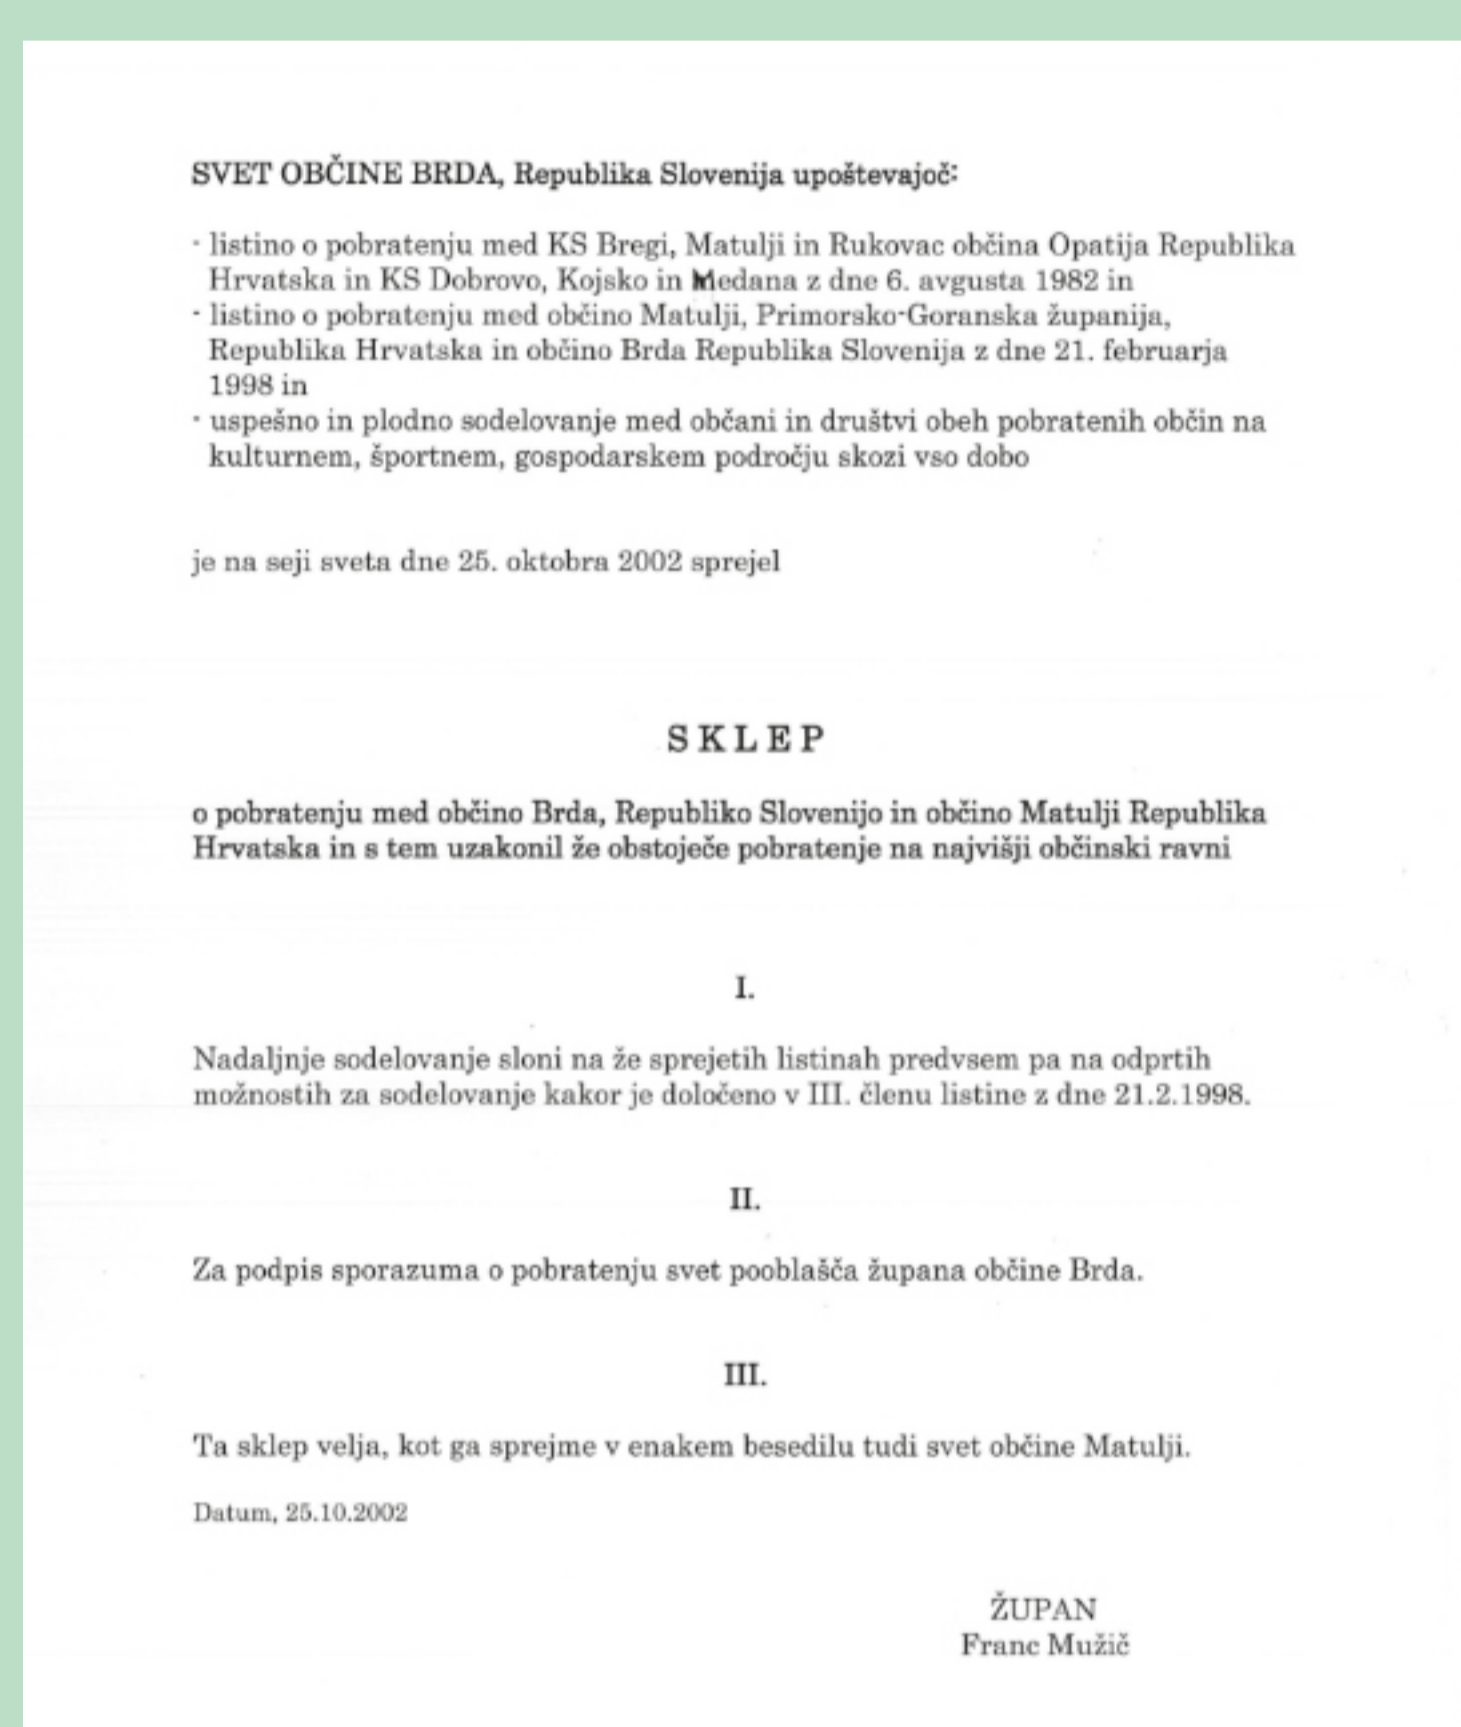 SVET OBČINE BRDA, Republika Slovenija upoštevajoč:
- listino o pobratenju med KS Bregi, Matulji in Rukovac občina Opatija Republika
Hrvatska in KS Dobrovo, Kojsko in Medana z dne 6. avgusta 1982 in
- listino o pobratenju med občino Matulji, Primorsko-Goranska županija,
Republika Hrvatska in občino Brda Republika Slovenija z dne 21. februarja
1998 in
- uspešno in plodno sodelovanje med občani in društvi obeh pobratenih občin na
kulturnem, športnem, gospodarskem področju skozi vso dobo
je na seji sveta dne 25. oktobra 2002 sprejel
S K L E P
o pobratenju med občino Brda, Republiko Slovenijo in občino Matulji Republika
Hrvatska in s tem uzakonil že obstoječe pobratenje na najvišji občinski ravni
I.
Nadaljnje sodelovanje sloni na že sprejetih listinah predvsem pa na odprtih
možnostih za sodelovanje kakor je določeno v III. členu listine z dne 21.2.1998.
II.
Za podpis sporazuma o pobratenju svet pooblašča župana občine Brda.
III.
Ta sklep velja, kot ga sprejme v enakem besedilu tudi svet občine Matulji.
Datum, 25.10.2002
ŽUPAN
Franc Mužič